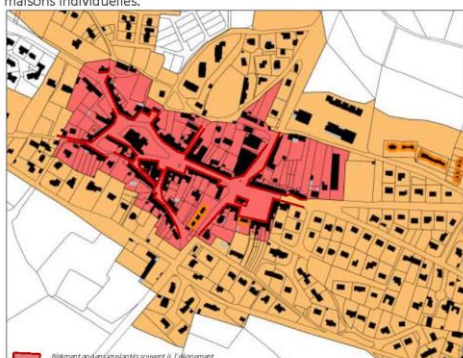 maisons individuelles.
Bâtiment anciens implantés souvent à l'alignement